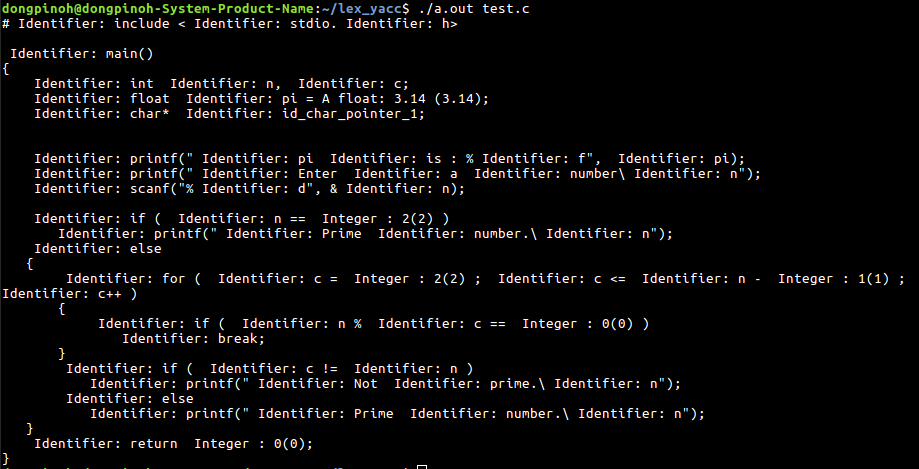 dongpinoh@dongpinoh-System-Product-Name:~/lex_yacc$ ./a.out test.c
# Identifier: include < Identifier: stdio. Identifier: h>
Identifier: main()
{
Identifier: int  Identifier: n,  Identifier: c;
Identifier: float  Identifier: pi = A float: 3.14 (3.14);
Identifier: char*  Identifier: id_char_pointer_1;
Identifier: printf(" Identifier: pi  Identifier: is : % Identifier: f",  Identifier: pi);
Identifier: printf(" Identifier: Enter  Identifier: a  Identifier: number\ Identifier: n");
Identifier: scanf("% Identifier: d", & Identifier: n);
Identifier: if (  Identifier: n ==  Integer : 2(2) )
Identifier: printf(" Identifier: Prime  Identifier: number.\ Identifier: n");
Identifier: else
{
Identifier: for (  Identifier: c =  Integer : 2(2) ;  Identifier: c <=  Identifier: n -  Integer : 1(1) ;
Identifier: c++ )
{
Identifier: if (  Identifier: n %  Identifier: c ==  Integer : 0(0) )
Identifier: break;
}
Identifier: if (  Identifier: c !=  Identifier: n )
Identifier: printf(" Identifier: Not  Identifier: prime.\ Identifier: n");
Identifier: else
Identifier: printf(" Identifier: Prime  Identifier: number.\ Identifier: n");
}
Identifier: return  Integer : 0(0);
}